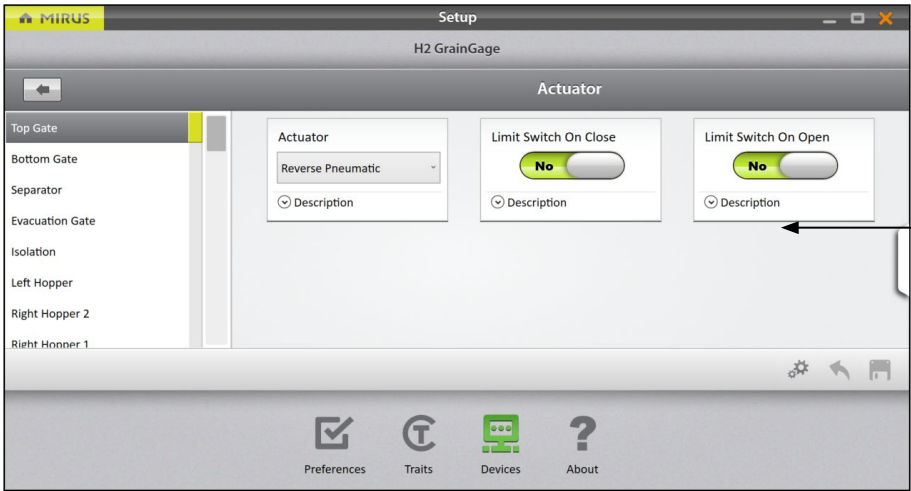 MIRUS
Setup
H2 GrainGage
Actuator
Top Gate
Bottom Gate
Separator
Evacuation Gate
Isolation
Left Hopper
Right Hopper 2
Right Hopper 1
Actuator
Reverse Pneumatic
Description
Limit Switch On Close
No
Description
Limit Switch On Open
No
Description
Preferences
Traits
Devices
About